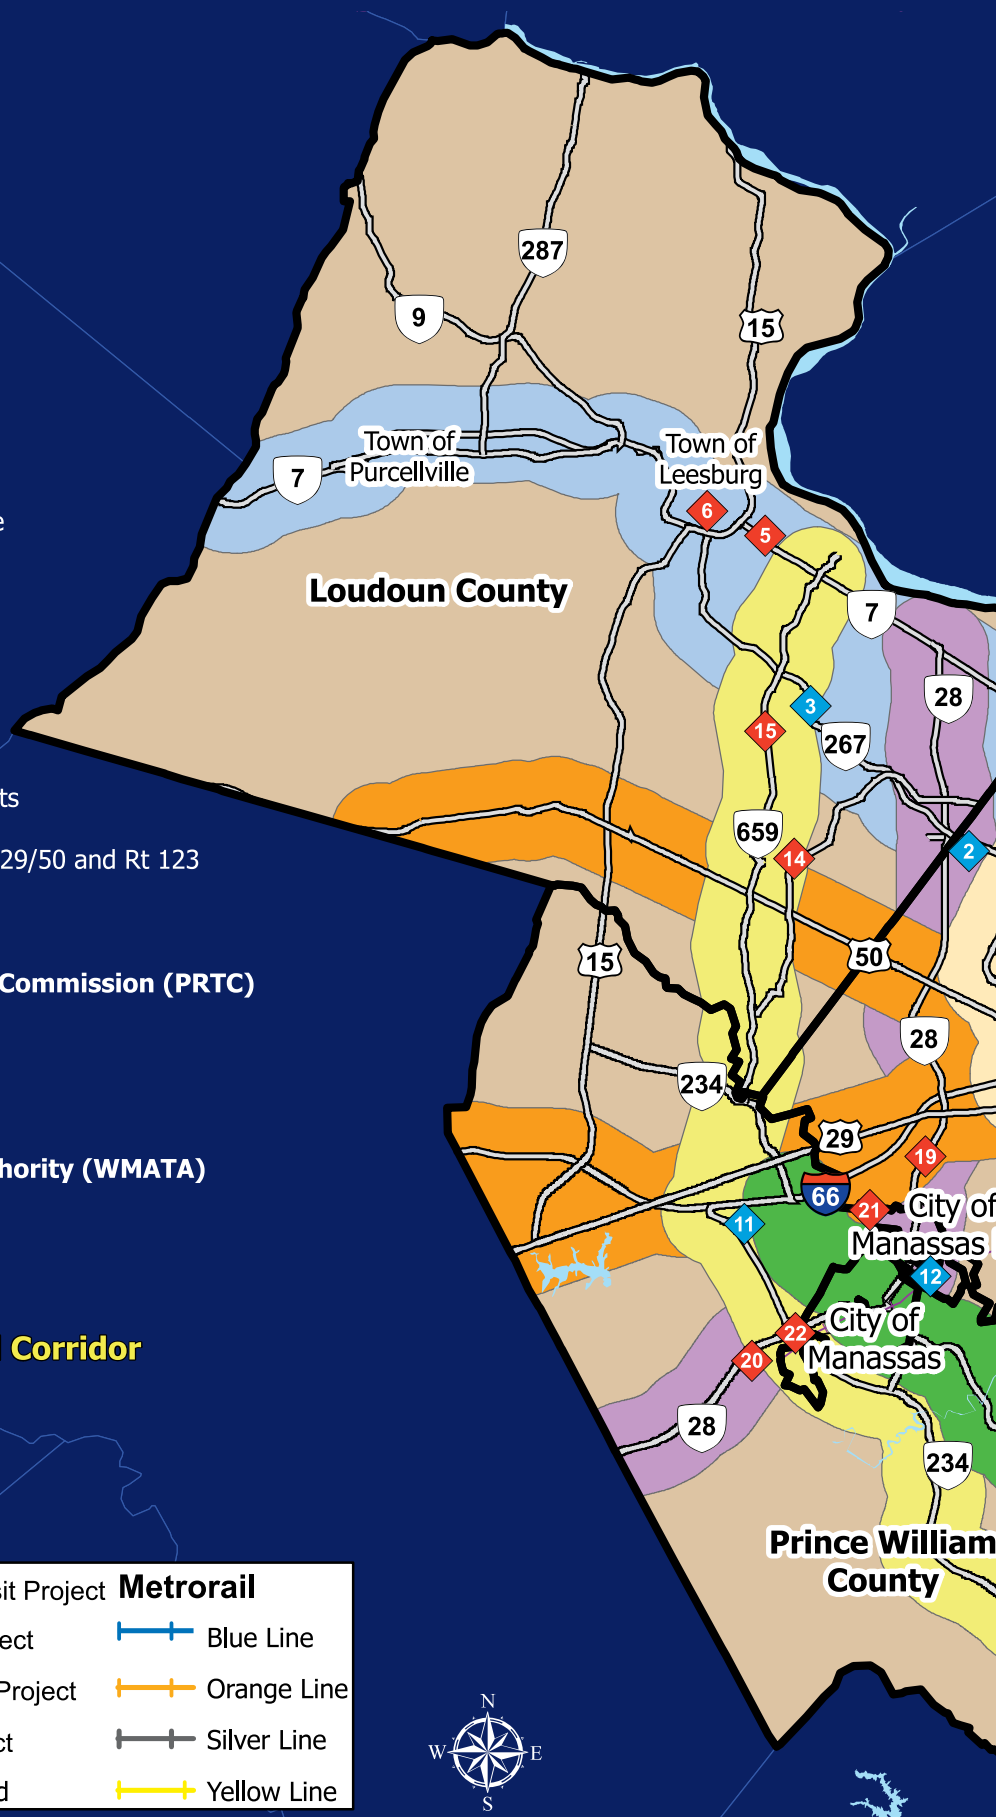 287
9
15
Town of
Purcellville
Town of
Leesburg
7
6
5
e
Loudoun County
7
28
3
15
267
ts
659
29/50 and Rt 123
14
2
15
50
Commission (PRTC)
28
234
29
19
hority (WMATA)
66
21
City of
11
Manassas
12
City of
22
Corridor
20
Manassas
28
234
Prince William
County
sit Project
Metrorail
ect
Blue Line
Project
Orange Line
ct
Silver Line
d
Yellow Line
N
W E
S